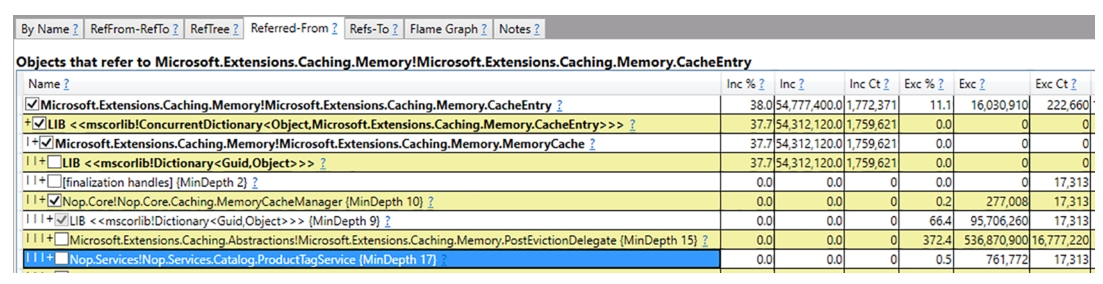 By Name ? RefFrom-RefTo ? RefTree ? Referred-From ? Refs-To ? Flame Graph ? Notes ?
Objects that refer to Microsoft.Extensions.Caching.Memory!Microsoft.Extensions.Caching.Memory.CacheEntry
Name ? Inc % ? Inc ? Inc Ct ? Exc % ? Exc ? Exc Ct ?
Microsoft.Extensions.Caching.Memory!Microsoft.Extensions.Caching.Memory.CacheEntry ? 38.0 54,777,400.0 1,772,371 11.1 16,030,910 222,660
+ LIB <<mscorlib!ConcurrentDictionary<Object,Microsoft.Extensions.Caching.Memory.CacheEntry>>> ? 37.7 54,312,120.0 1,759,621 0.0 0 0
|+ Microsoft.Extensions.Caching.Memory!Microsoft.Extensions.Caching.Memory.MemoryCache ? 37.7 54,312,120.0 1,759,621 0.0 0 0
||+ LIB <<mscorlib!Dictionary<Guid,Object>>> ? 37.7 54,312,120.0 1,759,621 0.0 0 0
||+ [finalization handles] {MinDepth 2} ? 0.0 0.0 0 0.0 0 17,313
||+ Nop.Core!Nop.Core.Caching.MemoryCacheManager {MinDepth 10} ? 0.0 0.0 0 0.2 277,008 17,313
|||+ LIB <<mscorlib!Dictionary<Guid,Object>>> {MinDepth 9} ? 0.0 0.0 0 66.4 95,706,260 17,313
|||+ Microsoft.Extensions.Caching.Abstractions!Microsoft.Extensions.Caching.Memory.PostEvictionDelegate {MinDepth 15} ? 0.0 0.0 0 372.4 536,870,900 16,777,220
|||+ Nop.Services!Nop.Services.Catalog.ProductTagService {MinDepth 17} ? 0.0 0.0 0 0.5 761,772 17,313